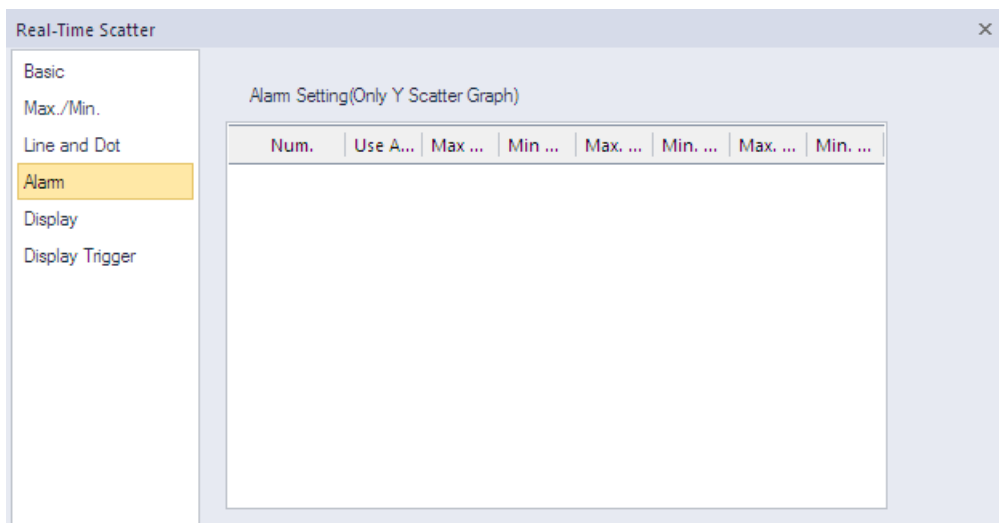 Real-Time Scatter
Basic
Max./Min.
Line and Dot
Alarm
Display
Display Trigger
Alarm Setting(Only Y Scatter Graph)
Num. Use A... Max ... Min ... Max. ... Min. ... Max. ... Min. ...